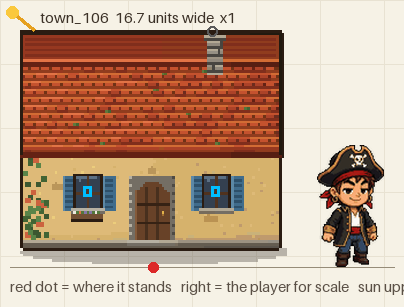 town_106 16.7 units wide x1
red dot = where it stands right = the player for scale sun upp